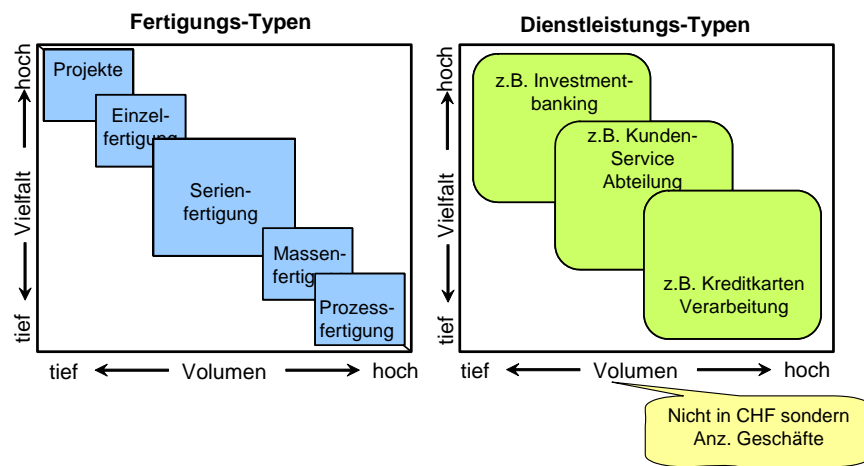 Fertigungs-Typen
hoch
Vielfalt
tief
Projekte
Einzel-
fertigung
Serien-
fertigung
Massen-
fertigung
Prozess-
fertigung
tief
Volumen
hoch
Dienstleistungs-Typen
hoch
Vielfalt
tief
z.B. Investment-
banking
z.B. Kunden-
Service
Abteilung
z.B. Kreditkarten
Verarbeitung
tief
Volumen
hoch
Nicht in CHF sondern
Anz. Geschäfte